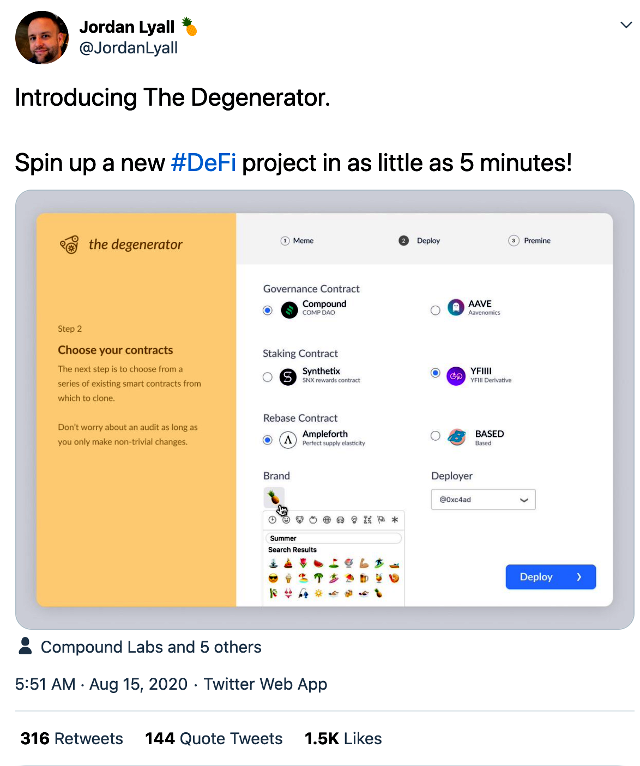 Jordan Lyall 🍍
@JordanLyall
Introducing The Degenerator.
Spin up a new #DeFi project in as little as 5 minutes!
the degenerator
1 Meme
2 Deploy
3 Premine
Step 2
Choose your contracts
The next step is to choose from a
series of existing smart contracts from
which to clone.
Don't worry about an audit as long as
you only make non-trivial changes.
Governance Contract
Compound
COMP DAO
AAVE
Aavenomics
Staking Contract
Synthetix
SNX rewards contract
YFIIII
YFIII Derivative
Rebase Contract
Ampleforth
Perfect supply elasticity
BASED
Based
Brand
Deployer
@0xc4ad
Summer
Search Results
Deploy
Compound Labs and 5 others
5:51 AM · Aug 15, 2020 · Twitter Web App
316 Retweets 144 Quote Tweets 1.5K Likes